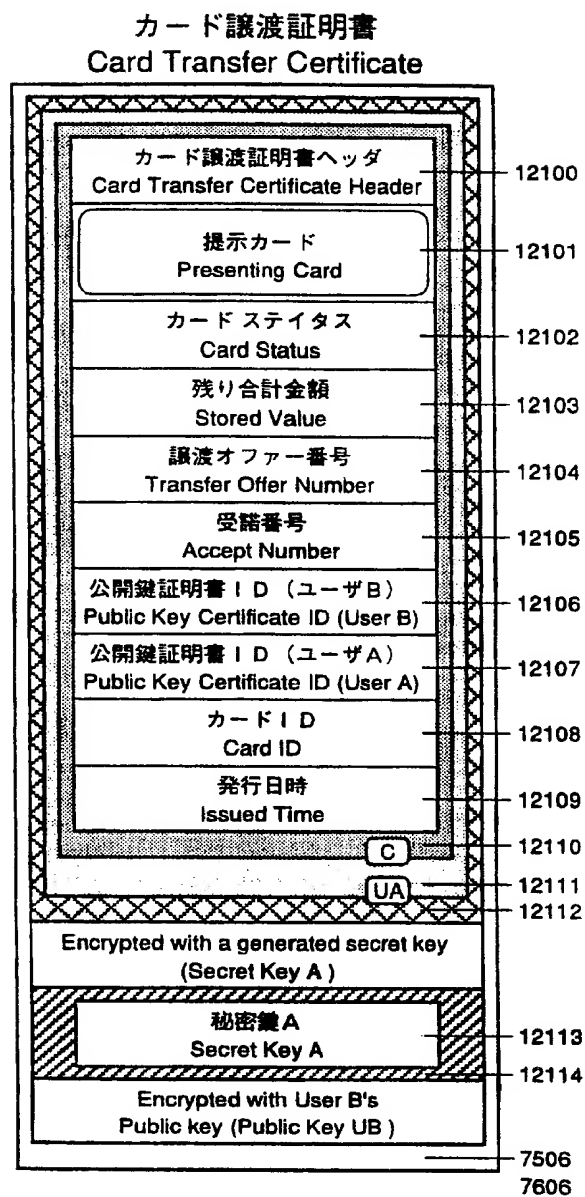 カード譲渡証明書
Card Transfer Certificate
カード譲渡証明書ヘッダ
Card Transfer Certificate Header
12100
提示カード
Presenting Card
12101
カード ステイタス
Card Status
12102
残り合計金額
Stored Value
12103
譲渡オファー番号
Transfer Offer Number
12104
受諾番号
Accept Number
12105
公開鍵証明書ID（ユーザB）
Public Key Certificate ID (User B)
12106
公開鍵証明書ID（ユーザA）
Public Key Certificate ID (User A)
12107
カードID
Card ID
12108
発行日時
Issued Time
12109
C
12110
UA
12111
12112
Encrypted with a generated secret key
(Secret Key A )
秘密鍵A
Secret Key A
12113
12114
Encrypted with User B's
Public key (Public Key UB )
7506
7606